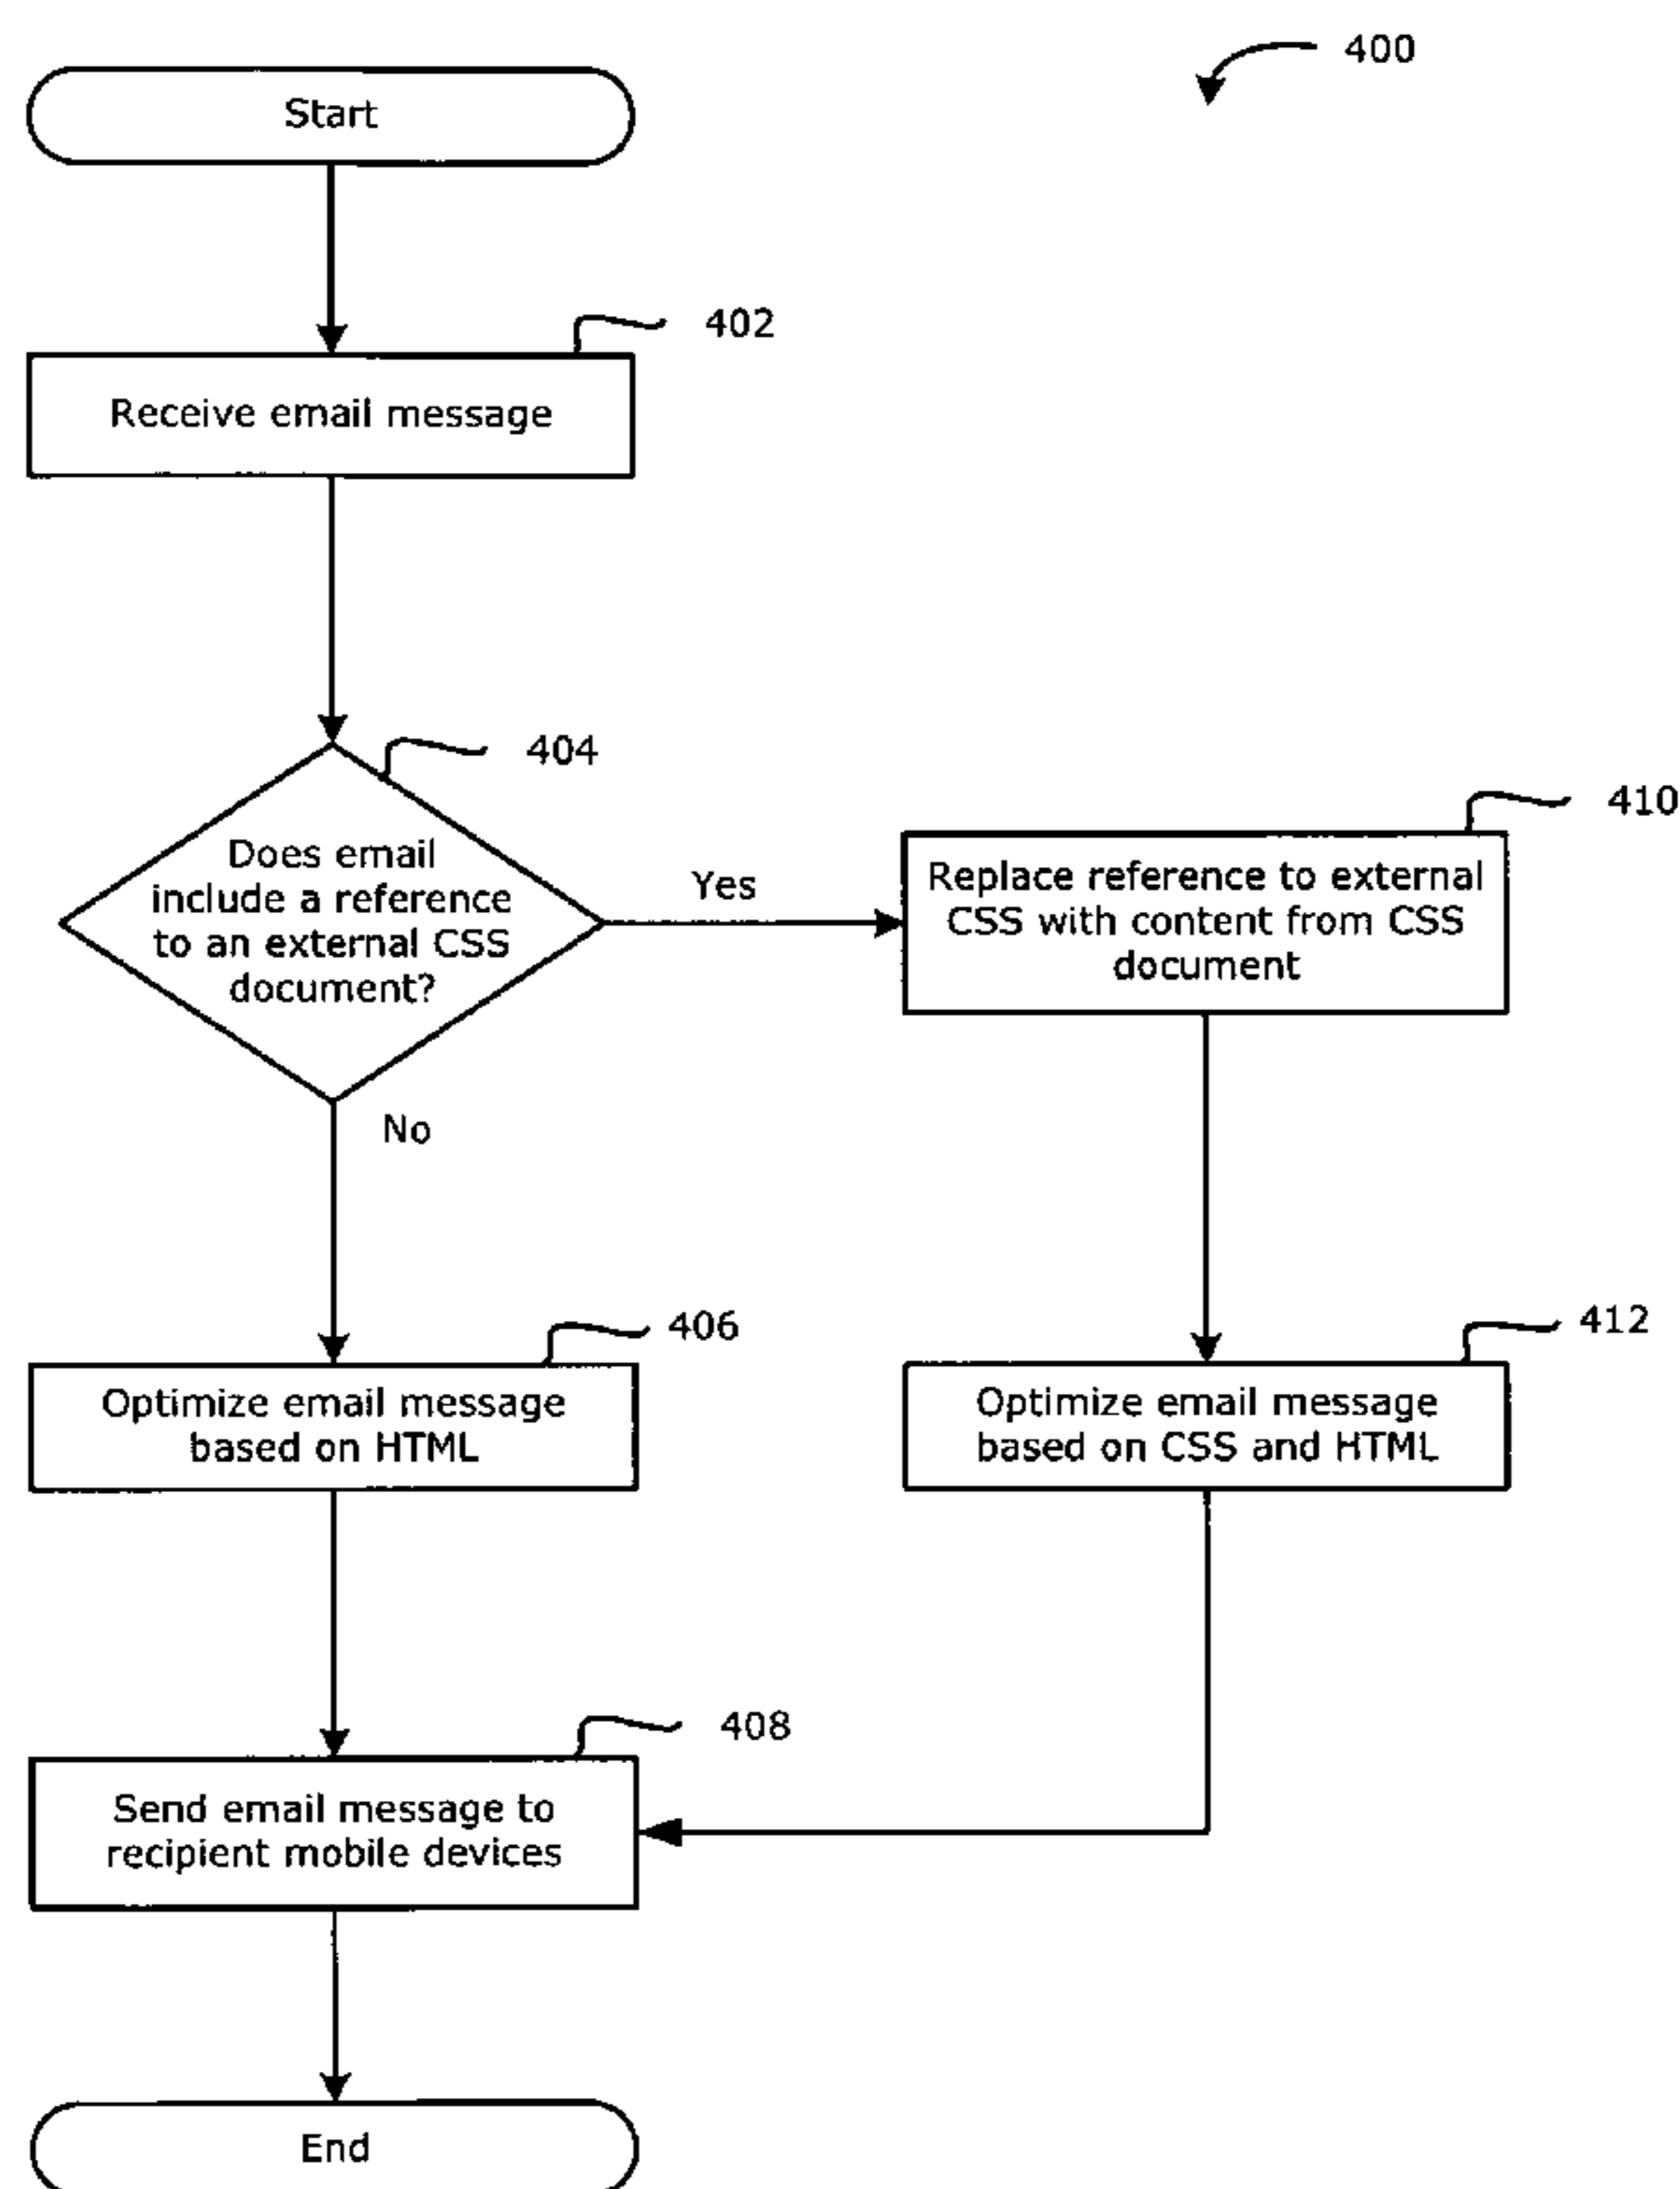 400
Start
402
Receive email message
404
Does email
include a reference
to an external CSS
document?
Yes
410
Replace reference to external
CSS with content from CSS
document
No
406
Optimize email message
based on HTML
412
Optimize email message
based on CSS and HTML
408
Send email message to
recipient mobile devices
End